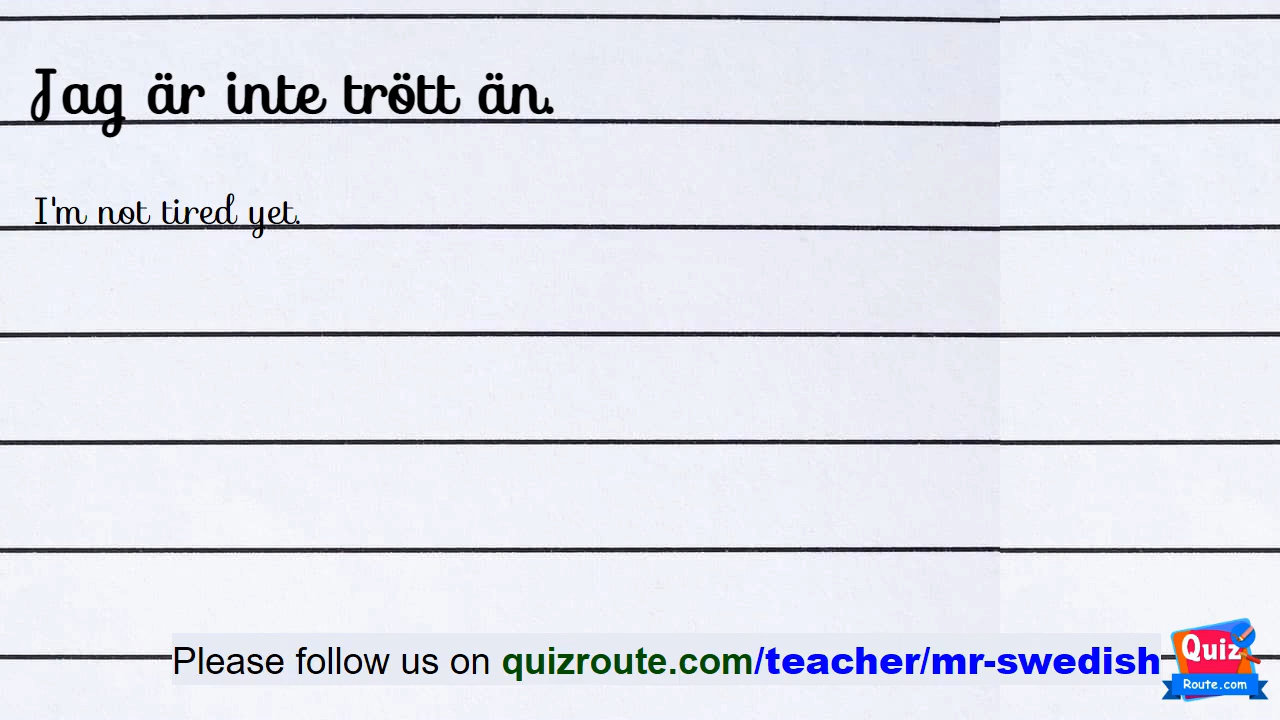 Jag är inte trött än.
I'm not tired yet.
Please follow us on quizroute.com/teacher/mr-swedish
Quiz
Route.com